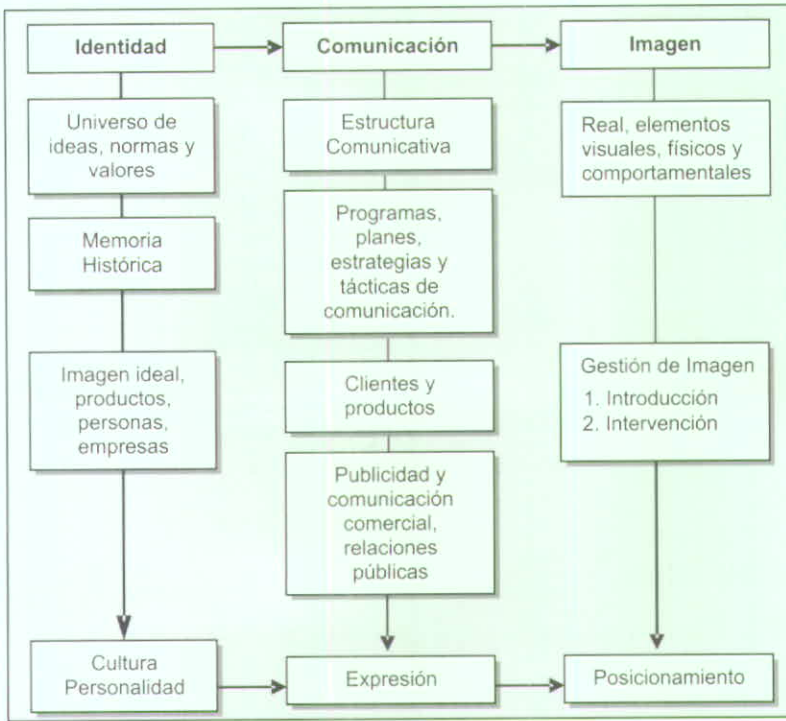 Identidad
Comunicación
Imagen
Universo de
ideas, normas y
valores
Memoria
Histórica
Imagen ideal,
productos,
personas,
empresas
Cultura
Personalidad
Estructura
Comunicativa
Programas,
planes,
estrategias y
tácticas de
comunicación.
Clientes y
productos
Publicidad y
comunicación
comercial,
relaciones
públicas
Expresión
Real, elementos
visuales, físicos y
comportamentales
Gestión de Imagen
1. Introducción
2. Intervención
Posicionamiento